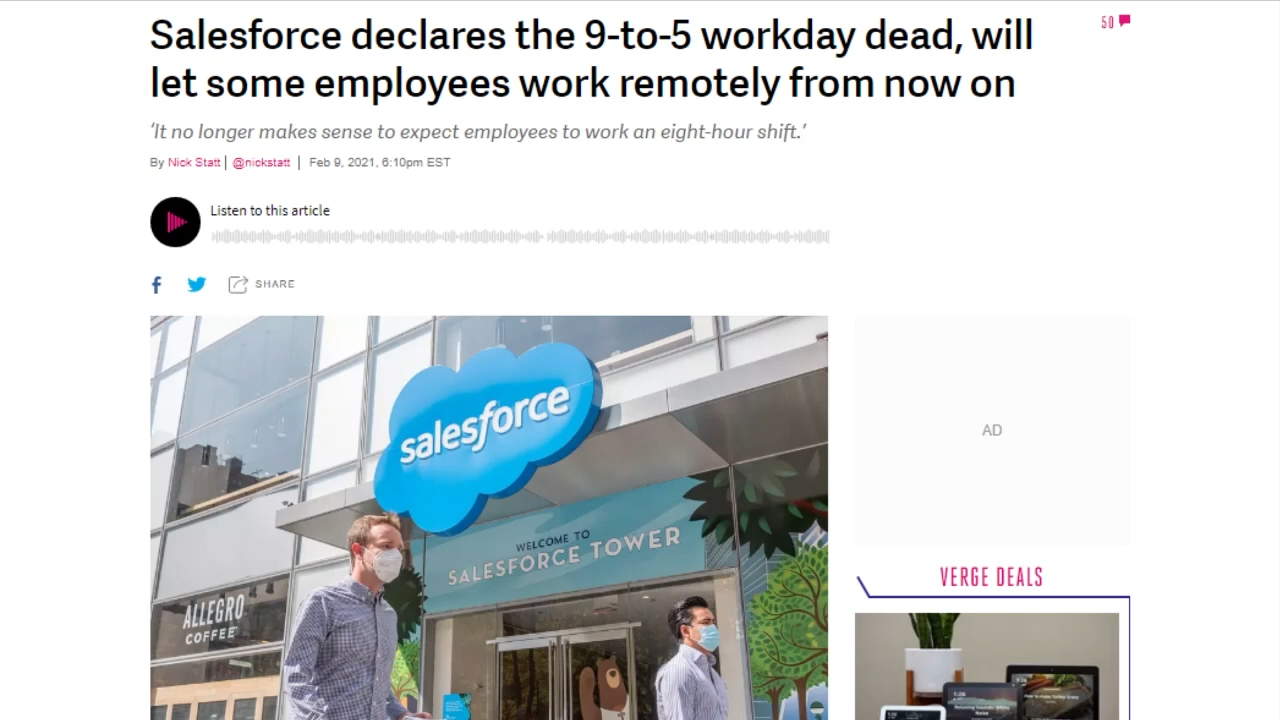 Salesforce declares the 9-to-5 workday dead, will
let some employees work remotely from now on
50
‘It no longer makes sense to expect employees to work an eight-hour shift.’
By Nick Statt | @nickstatt | Feb 9, 2021, 6:10pm EST
Listen to this article
SHARE
salesforce
WELCOME TO
SALESFORCE TOWER
ALLEGRO
COFFEE
AD
VERGE DEALS